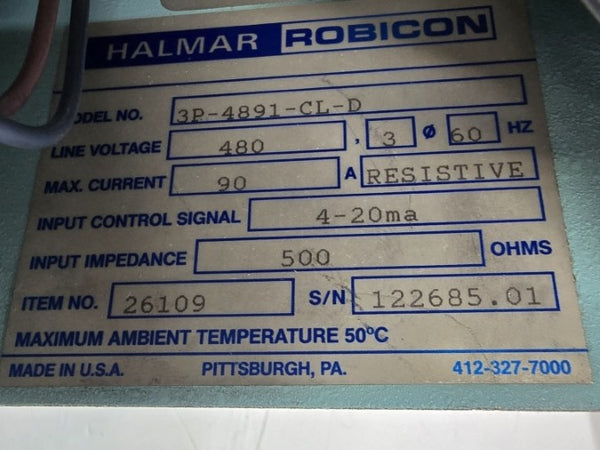 HALMAR ROBICON
MODEL NO. 3P-4891-CL-D
LINE VOLTAGE 480 , 3 Ø 60 HZ
MAX. CURRENT 90 A RESISTIVE
INPUT CONTROL SIGNAL 4-20ma
INPUT IMPEDANCE 500 OHMS
ITEM NO. 26109 S/N 122685.01
MAXIMUM AMBIENT TEMPERATURE 50ºC
MADE IN U.S.A. PITTSBURGH, PA. 412-327-7000